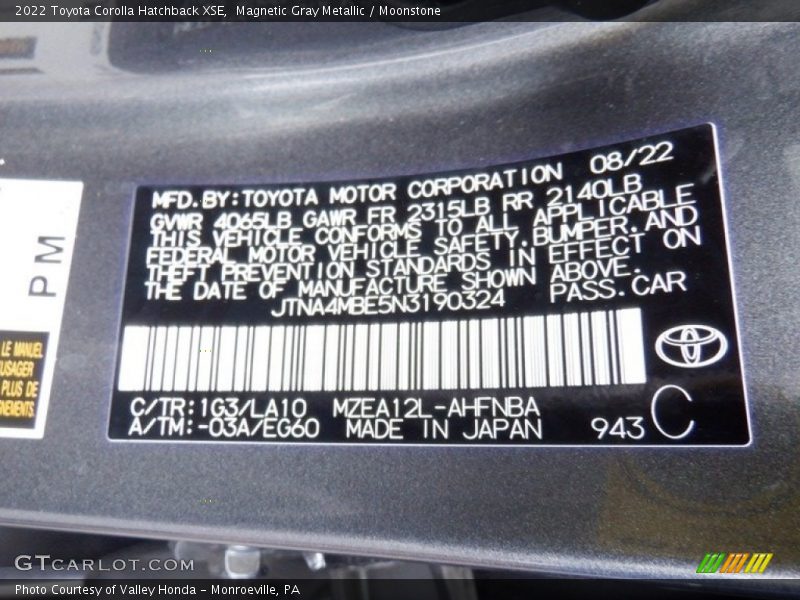 2022 Toyota Corolla Hatchback XSE,  Magnetic Gray Metallic / Moonstone
MFD.BY:TOYOTA MOTOR CORPORATION 08/22
GVWR 4065LB GAWR FR 2315LB RR 2140LB
THIS VEHICLE CONFORMS TO ALL APPLICABLE
FEDERAL MOTOR VEHICLE SAFETY,BUMPER,AND
THEFT PREVENTION STANDARDS IN EFFECT ON
THE DATE OF MANUFACTURE SHOWN ABOVE.
JTNA4MBE5N3190324 PASS.CAR
C/TR:1G3/LA10 MZEA12L-AHFNBA
A/TM:-03A/EG60 MADE IN JAPAN 943 C
PM
LE MANUEL
PLUS DE
GTCARLOT.COM
Photo Courtesy of Valley Honda - Monroeville, PA